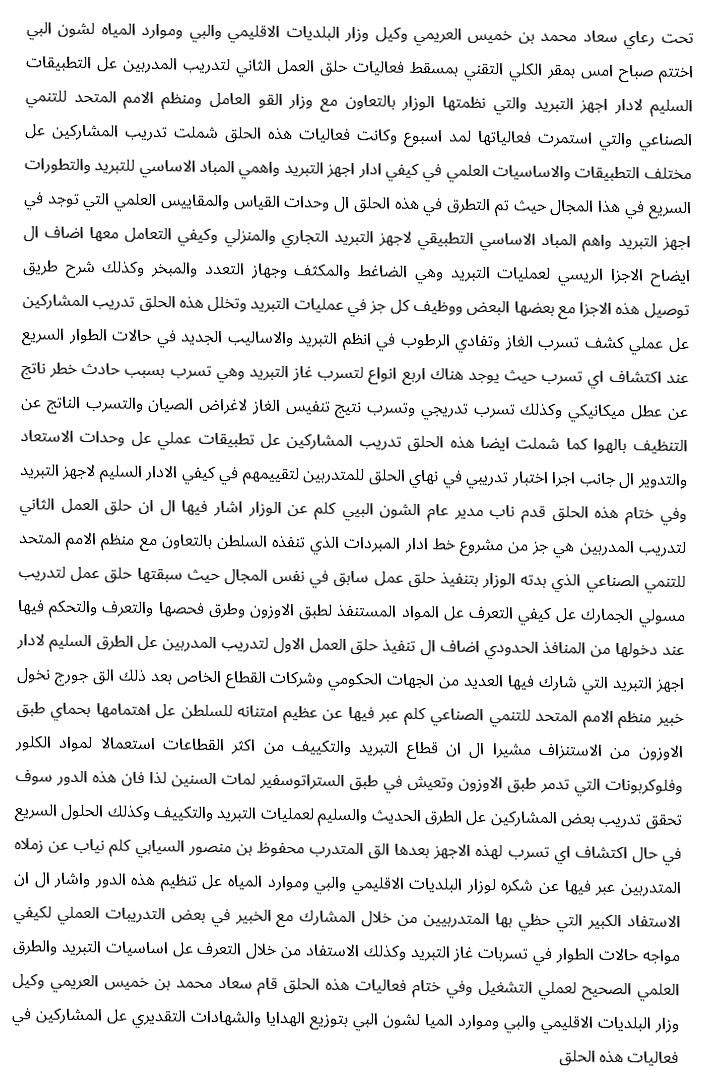 تحت رعاي سعاد محمد بن خميس العريمي وكيل وزار البلديات الاقليمي والبي وموارد المياه لشون البي
اختتم صباح امس بمقر الكلي التقني بمسقط فعاليات حلق العمل الثاني لتدريب المدربين عل التطبيقات
السليم لادار اجهز التبريد والتي نظمتها الوزار بالتعاون مع وزار القو العامل ومنظم الامم المتحد للتنمي
الصناعي والتي استمرت فعالياتها لمد اسبوع وكانت فعاليات هذه الحلق شملت تدريب المشاركين عل
مختلف التطبيقات والاساسيات العلمي في كيفي ادار اجهز التبريد واهمي المباد الاساسي للتبريد والتطورات
السريع في هذا المجال حيث تم التطرق في هذه الحلق ال وحدات القياس والمقاييس العلمي التي توجد في
اجهز التبريد واهم المباد الاساسي التطبيقي لاجهز التبريد التجاري والمنزلي وكيفي التعامل معها اضاف ال
ايضاح الاجزا الريسي لعمليات التبريد وهي الضاغط والمكثف وجهاز التعدد والمبخر وكذلك شرح طريق
توصيل هذه الاجزا مع بعضها البعض ووظيف كل جز في عمليات التبريد وتخلل هذه الحلق تدريب المشاركين
عل عملي كشف تسرب الغاز وتفادي الرطوب في انظم التبريد والاساليب الجديد في حالات الطوار السريع
عند اكتشاف اي تسرب حيث يوجد هناك اربع انواع لتسرب غاز التبريد وهي تسرب بسبب حادث خطر ناتج
عن عطل ميكانيكي وكذلك تسرب تدريجي وتسرب نتيج تنفيس الغاز لاغراض الصيان والتسرب الناتج عن
التنظيف بالهوا كما شملت ايضا هذه الحلق تدريب المشاركين عل تطبيقات عملي عل وحدات الاستعاد
والتدوير ال جانب اجرا اختبار تدريبي في نهاي الحلق للمتدربين لتقييمهم في كيفي الادار السليم لاجهز التبريد
وفي ختام هذه الحلق قدم ناب مدير عام الشون البيي كلم عن الوزار اشار فيها ال ان حلق العمل الثاني
لتدريب المدربين هي جز من مشروع خط ادار المبردات الذي تنفذه السلطن بالتعاون مع منظم الامم المتحد
للتنمي الصناعي الذي بدته الوزار بتنفيذ حلق عمل سابق في نفس المجال حيث سبقتها حلق عمل لتدريب
مسولي الجمارك عل كيفي التعرف عل المواد المستنفذ لطبق الاوزون وطرق فحصها والتعرف والتحكم فيها
عند دخولها من المنافذ الحدودي اضاف ال تنفيذ حلق العمل الاول لتدريب المدربين عل الطرق السليم لادار
اجهز التبريد التي شارك فيها العديد من الجهات الحكومي وشركات القطاع الخاص بعد ذلك الق جورج نخول
خبير منظم الامم المتحد للتنمي الصناعي كلم عبر فيها عن عظيم امتنانه للسلطن عل اهتمامها بحماي طبق
الاوزون من الاستنزاف مشيرا ال ان قطاع التبريد والتكييف من اكثر القطاعات استعمالا لمواد الكلور
وفلوكربونات التي تدمر طبق الاوزون وتعيش في طبق الستراتوسفير لمات السنين لذا فان هذه الدور سوف
تحقق تدريب بعض المشاركين عل الطرق الحديث والسليم لعمليات التبريد والتكييف وكذلك الحلول السريع
في حال اكتشاف اي تسرب لهذه الاجهز بعدها الق المتدرب محفوظ بن منصور السيابي كلم نياب عن زملاه
المتدربين عبر فيها عن شكره لوزار البلديات الاقليمي والبي وموارد المياه عل تنظيم هذه الدور واشار ال ان
الاستفاد الكبير التي حظي بها المتدربيين من خلال المشارك مع الخبير في بعض التدريبات العملي لكيفي
مواجه حالات الطوار في تسربات غاز التبريد وكذلك الاستفاد من خلال التعرف عل اساسيات التبريد والطرق
العلمي الصحيح لعملي التشغيل وفي ختام فعاليات هذه الحلق قام سعاد محمد بن خميس العريمي وكيل
وزار البلديات الاقليمي والبي وموارد الميا لشون البي بتوزيع الهدايا والشهادات التقديري عل المشاركين في
فعاليات هذه الحلق